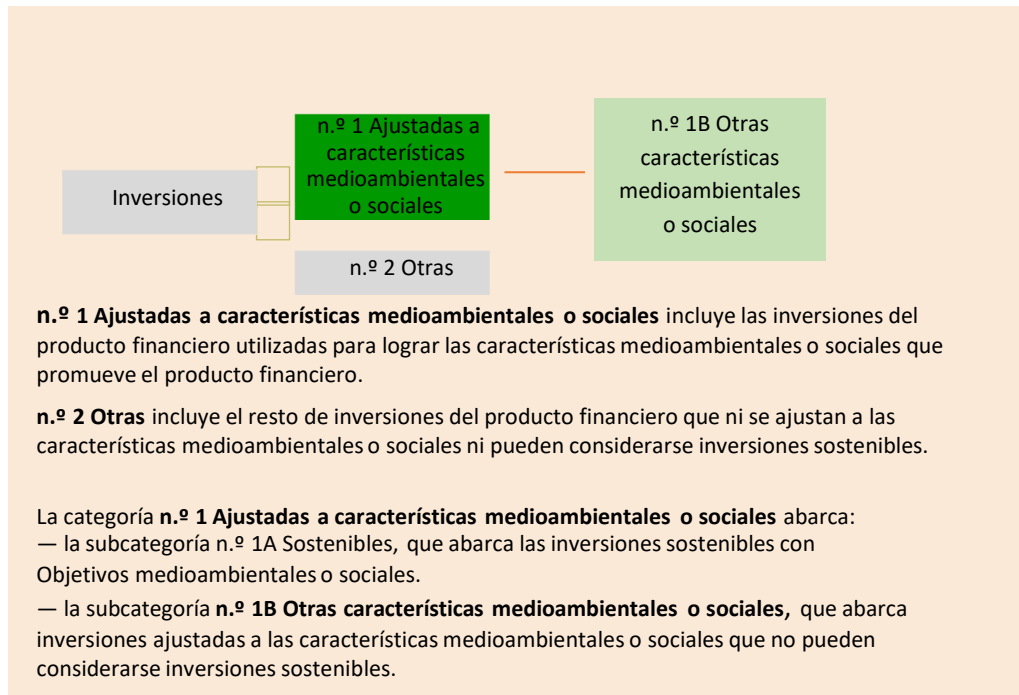 n.º 1 Ajustadas a
características
medioambientales
o sociales
n.º 1B Otras
características
medioambientales
o sociales
Inversiones
n.º 2 Otras
n.º 1 Ajustadas a características medioambientales o sociales incluye las inversiones del
producto financiero utilizadas para lograr las características medioambientales o sociales que
promueve el producto financiero.
n.º 2 Otras incluye el resto de inversiones del producto financiero que ni se ajustan a las
características medioambientales o sociales ni pueden considerarse inversiones sostenibles.
La categoría n.º 1 Ajustadas a características medioambientales o sociales abarca:
— la subcategoría n.º 1A Sostenibles, que abarca las inversiones sostenibles con
Objetivos medioambientales o sociales.
— la subcategoría n.º 1B Otras características medioambientales o sociales, que abarca
inversiones ajustadas a las características medioambientales o sociales que no pueden
considerarse inversiones sostenibles.